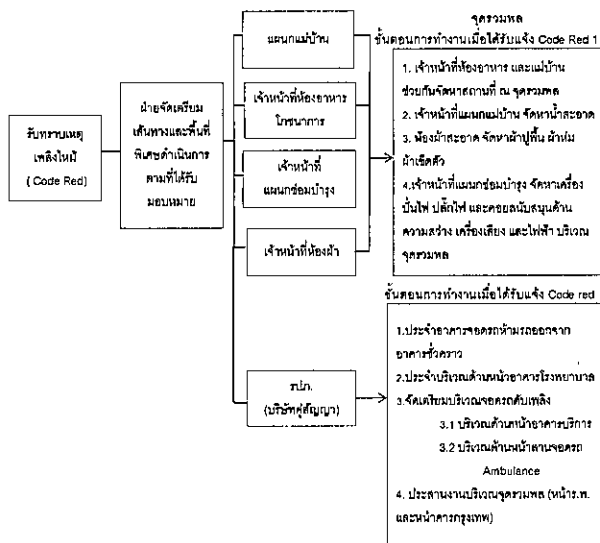 จุดรวมพล
ขั้นตอนการทำงานเมื่อได้รับแจ้ง Code Red 1
รับทราบเหตุ
เพลิงไหม้
( Code Red)
ฝ่ายจัดเตรียม
เส้นทางและพื้นที่
พิเศษดำเนินการ
ตามที่ได้รับ
มอบหมาย
แผนกแม่บ้าน
เจ้าหน้าที่ห้องอาหาร
โภชนาการ
เจ้าหน้าที่
แผนกซ่อมบำรุง
เจ้าหน้าที่ห้องผ้า
1. เจ้าหน้าที่ห้องอาหาร และแม่บ้าน
ช่วยกันจัดหาสถานที่ ณ จุดรวมพล
2. เจ้าหน้าที่แผนกแม่บ้าน จัดหาน้ำสะอาด
3. ห้องผ้าสะอาด จัดหาผ้าปูพื้น ผ้าห่ม
ผ้าเช็ดตัว
4.เจ้าหน้าที่แผนกซ่อมบำรุง จัดหาเครื่อง
ปั่นไฟ ปลั๊กไฟ และคอยสนับสนุนด้าน
ความสว่าง เครื่องเสียง และไฟฟ้า บริเวณ
จุดรวมพล
ขั้นตอนการทำงานเมื่อได้รับแจ้ง Code red
รปภ.
(บริษัทคู่สัญญา)
1.ประจำอาคารจอดรถห้ามรถออกจาก
อาคารชั่วคราว
2.ประจำบริเวณด้านหน้าอาคารโรงพยาบาล
3.จัดเตรียมบริเวณจอดรถดับเพลิง
3.1 บริเวณด้านหน้าอาคารบริการ
3.2 บริเวณด้านหน้าลานจอดรถ
Ambulance
4. ประสานงานบริเวณจุดรวมพล (หน้าร.พ.
และหน้าคารกรุงเทพ)